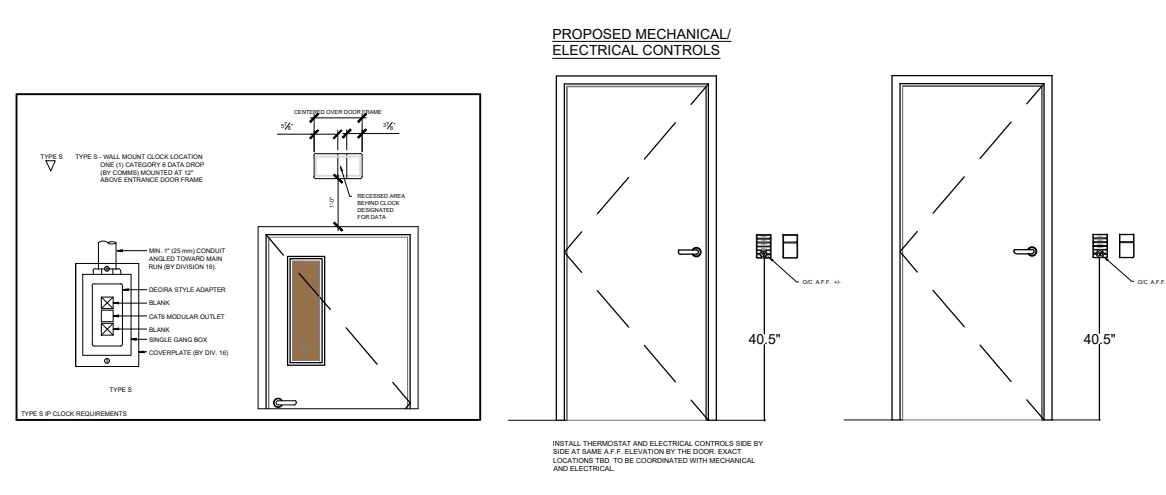 PROPOSED MECHANICAL/
ELECTRICAL CONTROLS
CENTERED OVER DOOR FRAME
5⅞"
3⅞"
TYPE S
TYPE S - WALL MOUNT CLOCK LOCATION
ONE (1) CATEGORY 6 DATA DROP
(BY COMMS) MOUNTED AT 12"
ABOVE ENTRANCE DOOR FRAME
1'-0"
RECESSED AREA
BEHIND CLOCK
DESIGNATED
FOR DATA
MIN. 1" (25 mm) CONDUIT
ANGLED TOWARD MAIN
RUN (BY DIVISION 16).
DECIRA STYLE ADAPTER
BLANK
CAT6 MODULAR OUTLET
BLANK
SINGLE GANG BOX
COVERPLATE (BY DIV. 16)
TYPE S
TYPE S IP CLOCK REQUIREMENTS
O/C A.F.F. +/-
40.5"
O/C A.F.F.
40.5"
INSTALL THERMOSTAT AND ELECTRICAL CONTROLS SIDE BY
SIDE AT SAME A.F.F. ELEVATION BY THE DOOR. EXACT
LOCATIONS TBD. TO BE COORDINATED WITH MECHANICAL
AND ELECTRICAL.